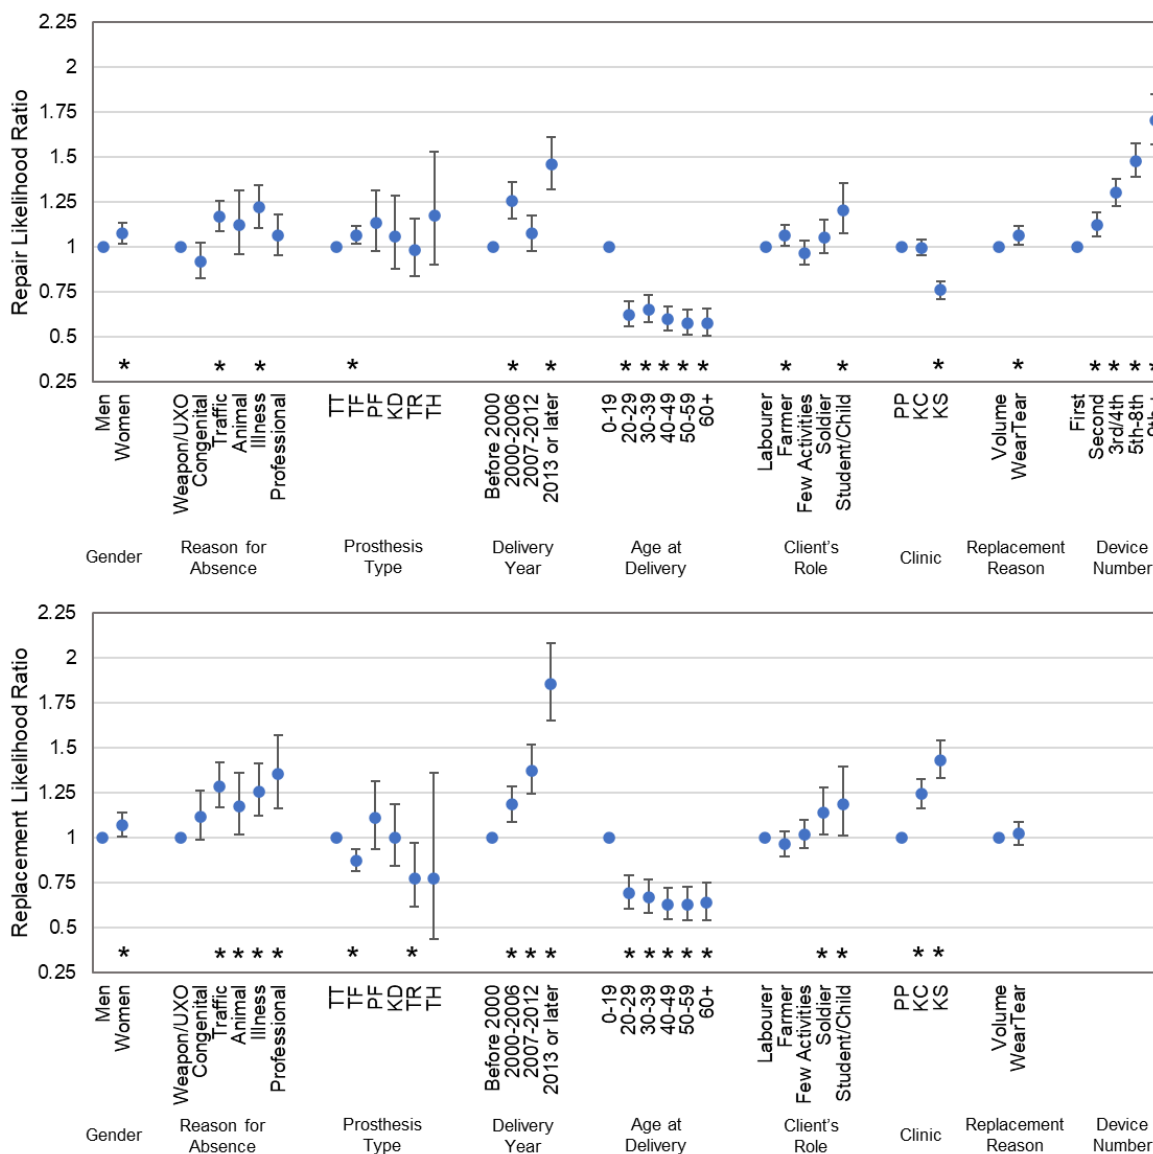 2.25
2
1.75
1.5
1.25
1
0.75
0.5
0.25
Repair Likelihood Ratio
* * * * * * * * * * * * * * * * * * *
Men
Women
Weapon/UXO
Congenital
Traffic
Animal
Illness
Professional
TT
TF
PF
KD
TR
TH
Before 2000
2000-2006
2007-2012
2013 or later
0-19
20-29
30-39
40-49
50-59
60+
Labourer
Farmer
Few Activities
Soldier
Student/Child
PP
KC
KS
Volume
WearTear
First
Second
3rd/4th
5th-8th
Gender
Reason for
Absence
Prosthesis
Type
Delivery
Year
Age at
Delivery
Client's
Role
Clinic
Replacement
Reason
Device
Number
2.25
2
1.75
1.5
1.25
1
0.75
0.5
0.25
Replacement Likelihood Ratio
* * * * * * * * * * * * * * * * * * *
Men
Women
Weapon/UXO
Congenital
Traffic
Animal
Illness
Professional
TT
TF
PF
KD
TR
TH
Before 2000
2000-2006
2007-2012
2013 or later
0-19
20-29
30-39
40-49
50-59
60+
Labourer
Farmer
Few Activities
Soldier
Student/Child
PP
KC
KS
Volume
WearTear
Gender
Reason for
Absence
Prosthesis
Type
Delivery
Year
Age at
Delivery
Client's
Role
Clinic
Replacement
Reason
Device
Number